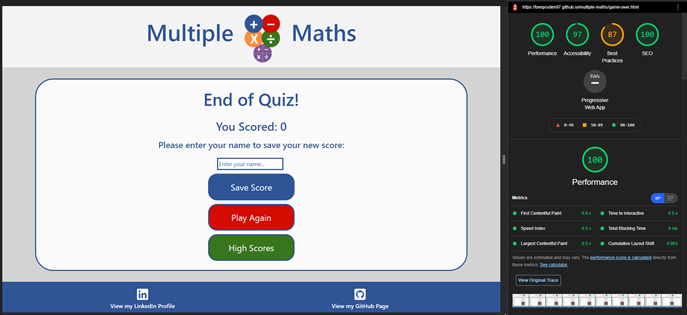 Multiple Maths
End of Quiz!
You Scored: 0
Please enter your name to save your new score:
Enter your name...
Save Score
Play Again
High Scores
View my LinkedIn Profile
View my GitHub Page
https://benpruden97.github.io/multiple-maths/game-over.html
100
97
87
100
Performance
Accessibility
Best
Practices
SEO
PWA
Progressive
Web App
0-49
50-89
90-100
100
Performance
Metrics
First Contentful Paint 0.5 s
Time to Interactive 0.5 s
Speed Index 0.5 s
Total Blocking Time 0 ms
Largest Contentful Paint 0.5 s
Cumulative Layout Shift 0.003
Values are estimated and may vary. The performance score is calculated directly from
these metrics. See calculator.
View Original Trace